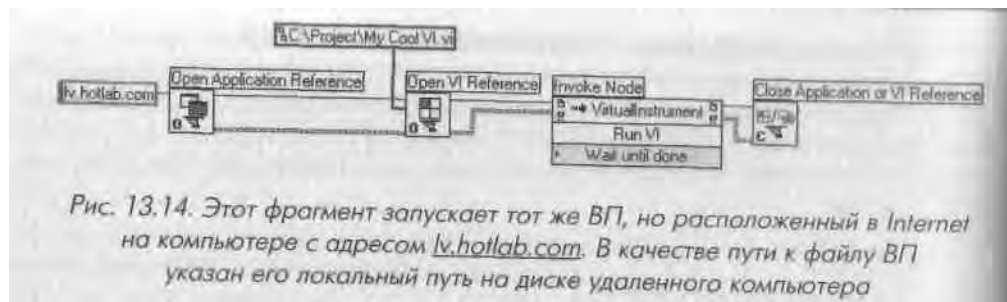 C:\Project\My Cool VI.vi
lv.hotlab.com
Open Application Reference
Open VI Reference
Invoke Node
Close Application or VI Reference
VirtualInstrument
Run VI
Wait until done
Рис. 13.14. Этот фрагмент запускает тот же ВП, но расположенный в Internet
на компьютере с адресом lv.hotlab.com. В качестве пути к файлу ВП
указан его локальный путь на диске удаленного компьютера